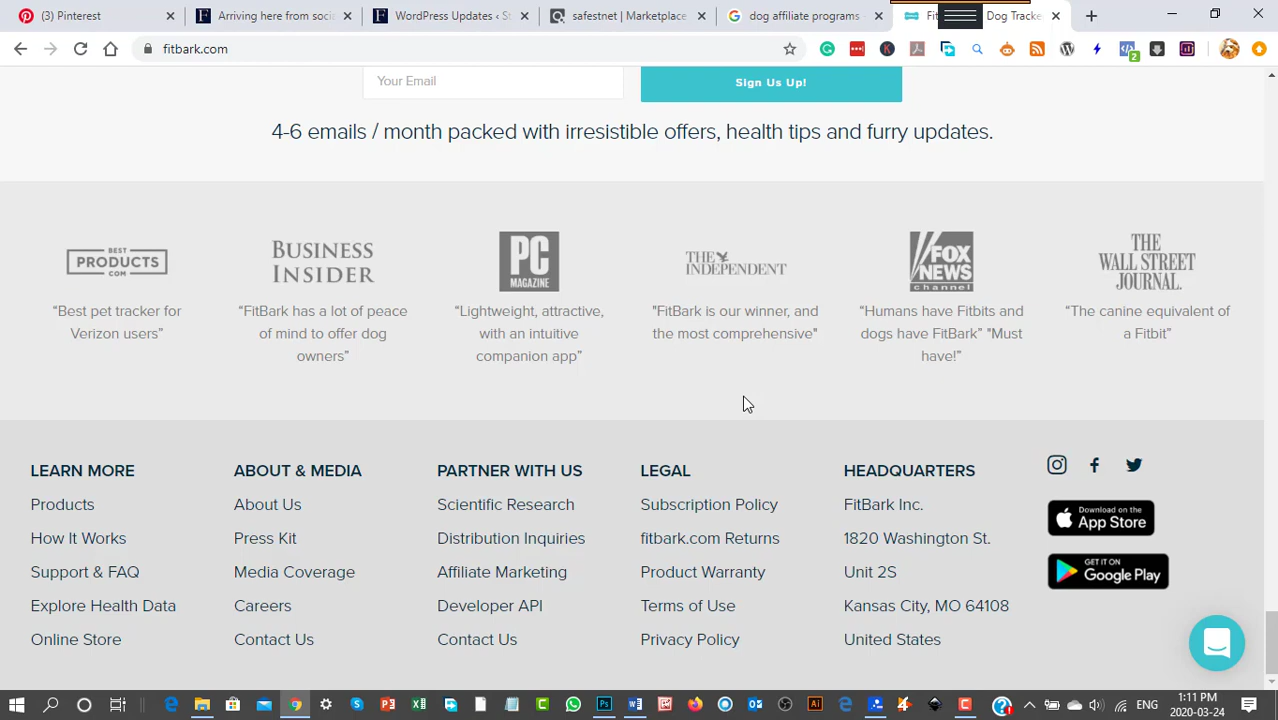 (3) Pinterest
Arriving here from Soci
WordPress Updates ‹ S
safestnet | Marketplace
dog affiliate programs -
Fit
Dog Tracke
fitbark.com
2
Your Email
Sign Us Up!
4-6 emails / month packed with irresistible offers, health tips and furry updates.
BEST
PRODUCTS
COM
“Best pet tracker for
Verizon users”
BUSINESS
INSIDER
“FitBark has a lot of peace
of mind to offer dog
owners”
PC
MAGAZINE
“Lightweight, attractive,
with an intuitive
companion app”
THE
INDEPENDENT
"FitBark is our winner, and
the most comprehensive"
FOX
NEWS
channel
“Humans have Fitbits and
dogs have FitBark” "Must
have!”
THE
WALL STREET
JOURNAL.
“The canine equivalent of
a Fitbit”
LEARN MORE
Products
How It Works
Support & FAQ
Explore Health Data
Online Store
ABOUT & MEDIA
About Us
Press Kit
Media Coverage
Careers
Contact Us
PARTNER WITH US
Scientific Research
Distribution Inquiries
Affiliate Marketing
Developer API
Contact Us
LEGAL
Subscription Policy
fitbark.com Returns
Product Warranty
Terms of Use
Privacy Policy
HEADQUARTERS
FitBark Inc.
1820 Washington St.
Unit 2S
Kansas City, MO 64108
United States
Download on the
App Store
GET IT ON
Google Play
ENG
1:11 PM
2020-03-24